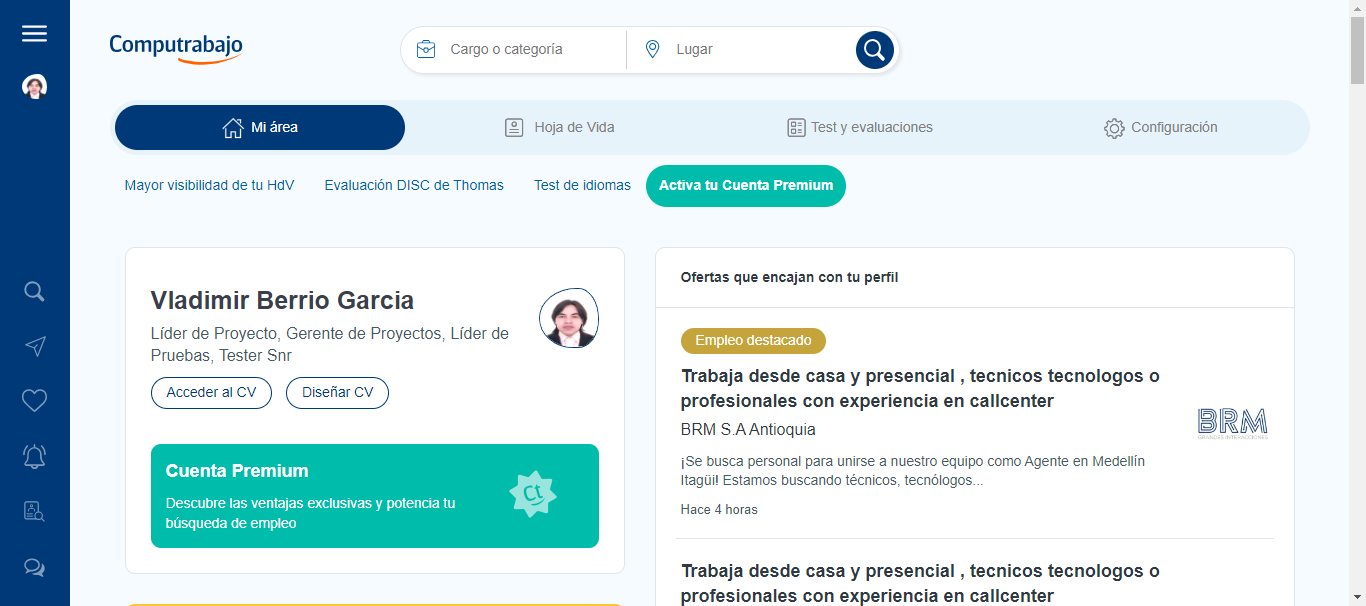 Computrabajo
Cargo o categoría
Lugar
Mi área
Hoja de Vida
Test y evaluaciones
Configuración
Mayor visibilidad de tu HdV
Evaluación DISC de Thomas
Test de idiomas
Activa tu Cuenta Premium
Vladimir Berrio Garcia
Líder de Proyecto, Gerente de Proyectos, Líder de
Pruebas, Tester Snr
Acceder al CV
Diseñar CV
Cuenta Premium
Descubre las ventajas exclusivas y potencia tu
búsqueda de empleo
Ct
Ofertas que encajan con tu perfil
Empleo destacado
Trabaja desde casa y presencial , tecnicos tecnologos o
profesionales con experiencia en callcenter
BRM S.A Antioquia
¡Se busca personal para unirse a nuestro equipo como Agente en Medellín
Itagüi! Estamos buscando técnicos, tecnólogos...
Hace 4 horas
BRM
GRANDES INTERACCIONES
Trabaja desde casa y presencial , tecnicos tecnologos o
profesionales con experiencia en callcenter